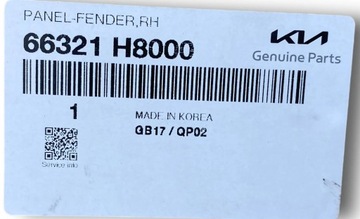 PANEL-FENDER,RH
66321 H8000
KIA
Genuine Parts
1
MADE IN KOREA
GB17 / QP02
Service info